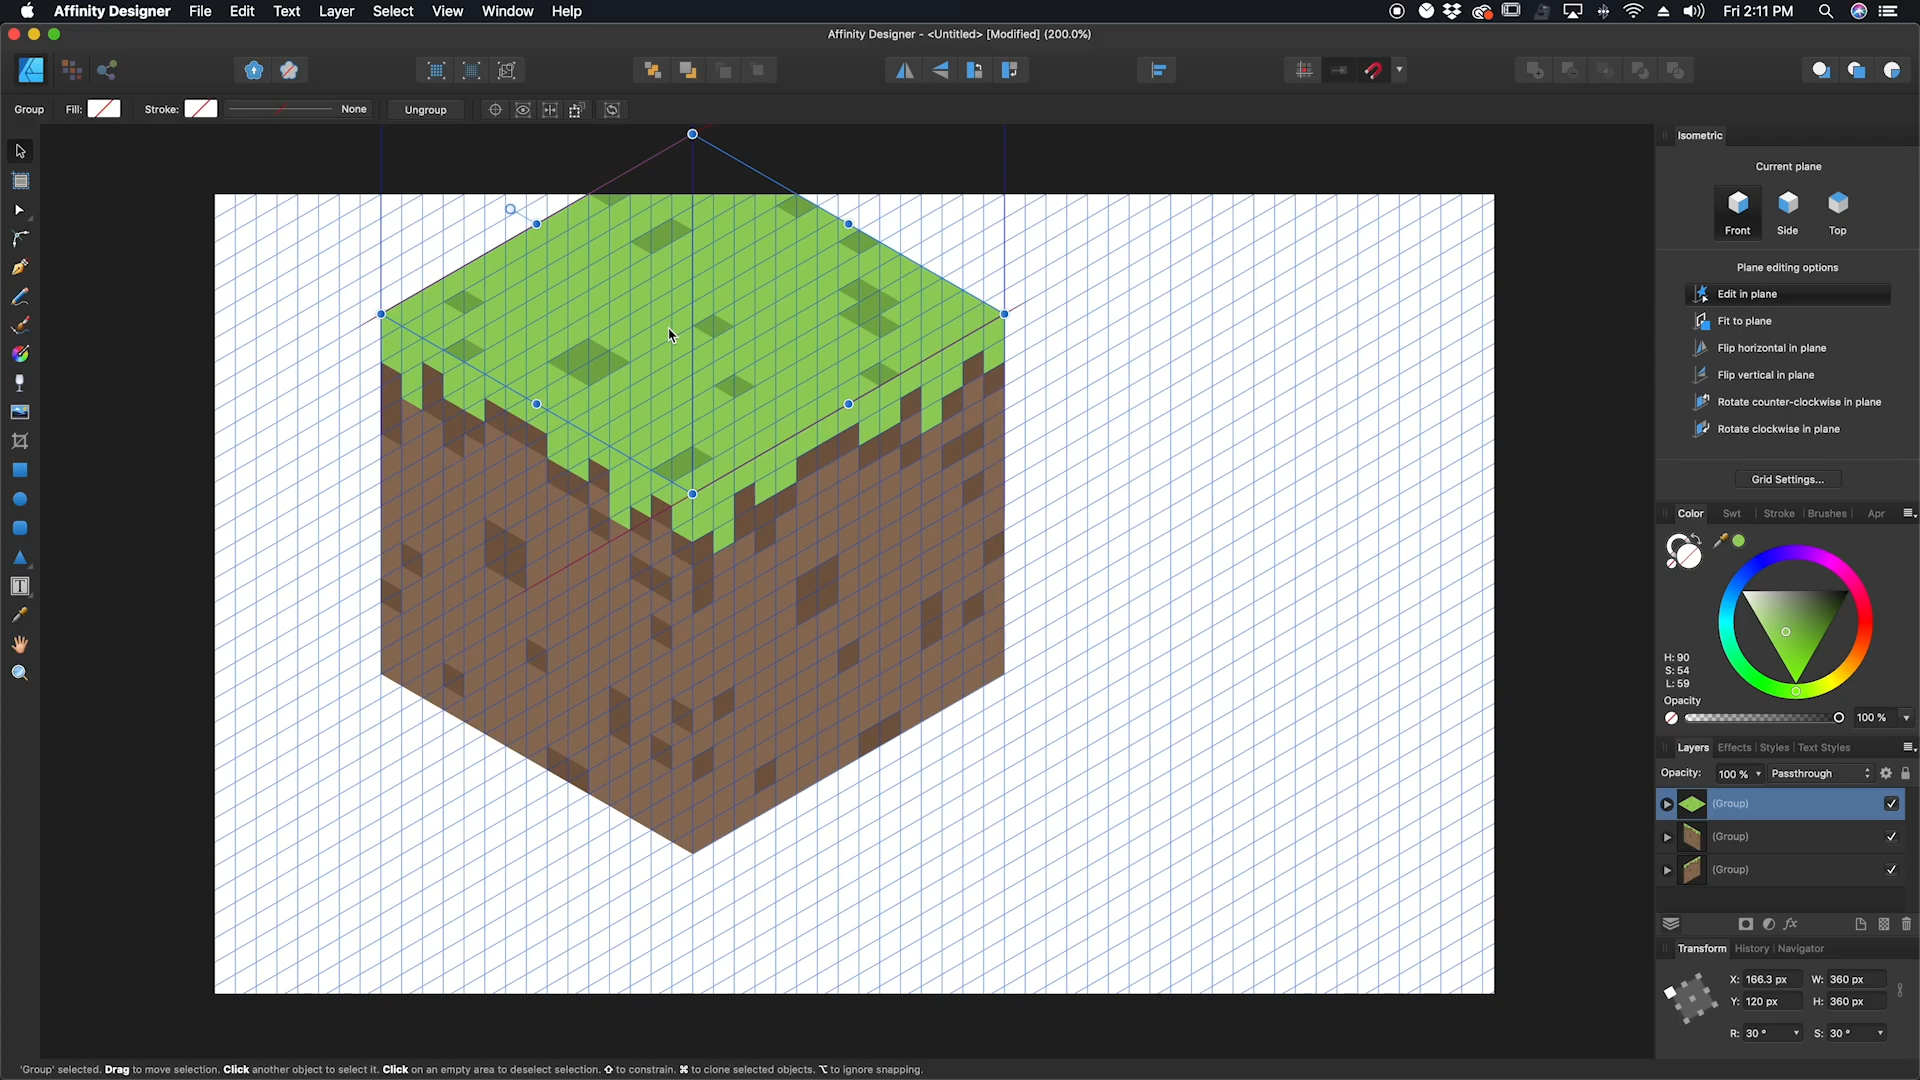 Affinity Designer File Edit Text Layer Select View Window Help Fri 2:11 PM
Affinity Designer - <Untitled> [Modified] (200.0%)
Group Fill: Stroke: None Ungroup
Isometric
Current plane
Front Side Top
Plane editing options
Edit in plane
Fit to plane
Flip horizontal in plane
Flip vertical in plane
Rotate counter-clockwise in plane
Rotate clockwise in plane
Grid Settings...
Color Swt Stroke Brushes Apr
H: 90
S: 54
L: 59
Opacity
100 %
Layers Effects Styles Text Styles
Opacity: 100 % Passthrough
(Group)
(Group)
(Group)
Transform History Navigator
X: 166.3 px W: 360 px
Y: 120 px H: 360 px
R: 30 ° S: 30 °
'Group' selected. Drag to move selection. Click another object to select it. Click on an empty area to deselect selection. ⇧ to constrain. ⌘ to clone selected objects. ⌥ to ignore snapping.